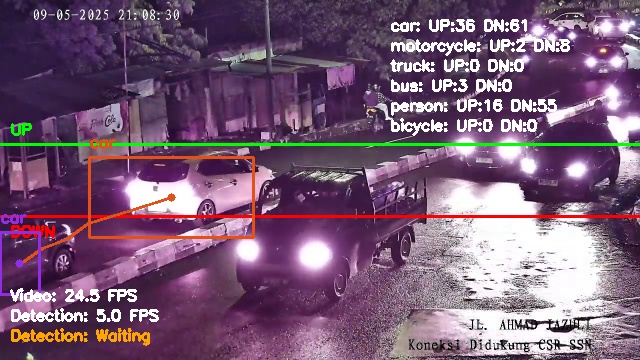 09-05-2025 21:08:30
car: UP:36 DN:61
motorcycle: UP:2 DN:8
truck: UP:0 DN:0
bus: UP:3 DN:0
person: UP:16 DN:55
bicycle: UP:0 DN:0
UP
car
car
DOWN
Video: 24.5 FPS
Detection: 5.0 FPS
Detection: Waiting
JL. AHMAD
Koneksi Didukung CSR SSN